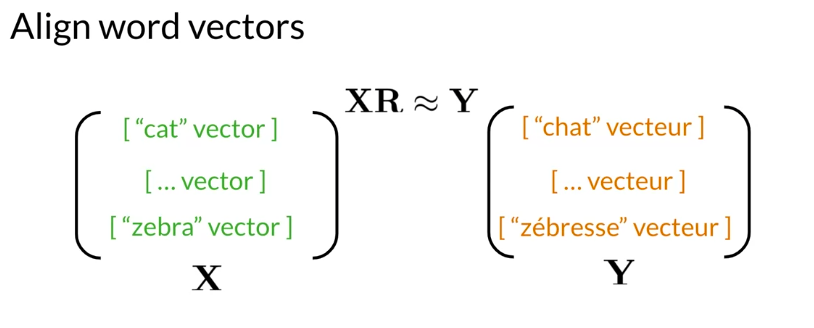 Align word vectors
XR ≈ Y
[ “cat” vector ]
[ ... vector ]
[ “zebra” vector ]
X
[ “chat” vecteur ]
[ ... vecteur ]
[ “zébresse” vecteur ]
Y